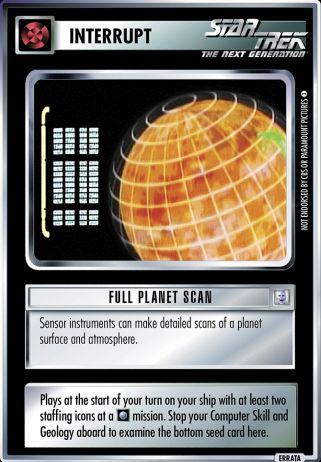 INTERRUPT
STAR TREK
THE NEXT GENERATION
NOT ENDORSED BY CBS OR PARAMOUNT PICTURES
FULL PLANET SCAN
Sensor instruments can make detailed scans of a planet
surface and atmosphere.
Plays at the start of your turn on your ship with at least two
staffing icons at a mission. Stop your Computer Skill and
Geology aboard to examine the bottom seed card here.
ERRATA